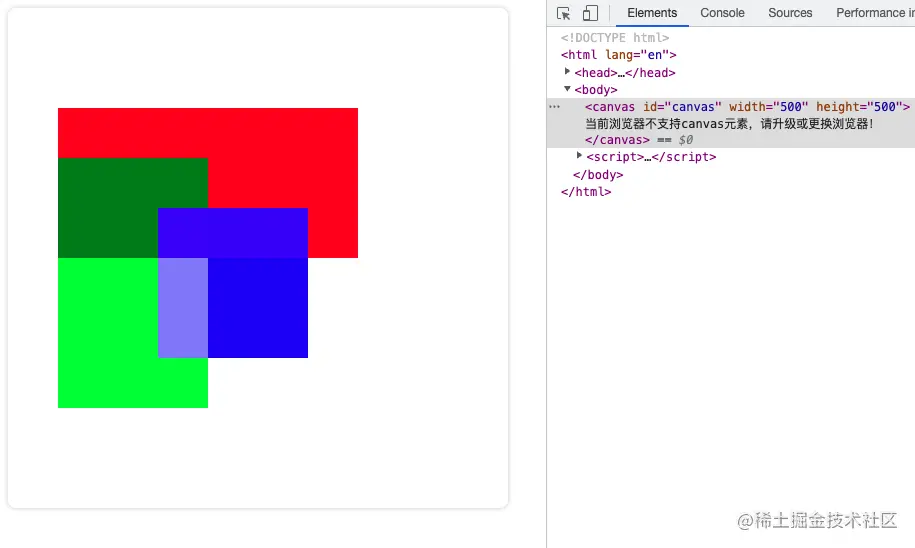 Elements Console Sources Performance in
<!DOCTYPE html>
<html lang="en">
<head>…</head>
<body>
<canvas id="canvas" width="500" height="500">
当前浏览器不支持canvas元素，请升级或更换浏览器！
</canvas> == $0
<script>…</script>
</body>
</html>
@稀土掘金技术社区